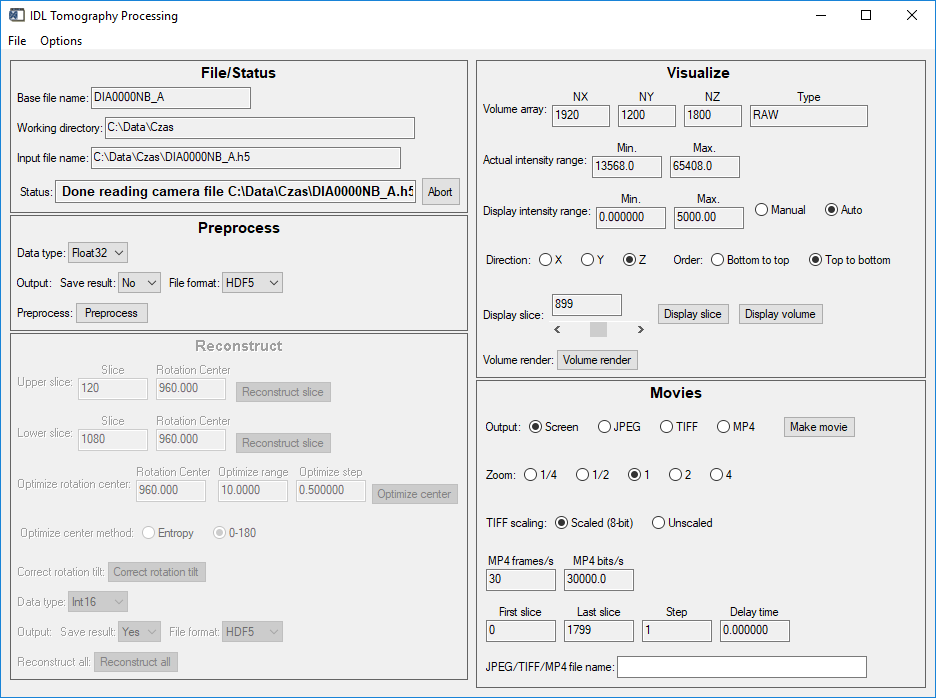 IDL Tomography Processing
File Options
File/Status
Base file name: DIA0000NB_A
Working directory: C:\Data\Czas
Input file name: C:\Data\Czas\DIA0000NB_A.h5
Status: Done reading camera file C:\Data\Czas\DIA0000NB_A.h5 Abort
Preprocess
Data type: Float32
Output: Save result: No File format: HDF5
Preprocess: Preprocess
Reconstruct
Slice Rotation Center
Upper slice: 120 960.000 Reconstruct slice
Slice Rotation Center
Lower slice: 1080 960.000 Reconstruct slice
Rotation Center Optimize range Optimize step
Optimize rotation center: 960.000 10.0000 0.500000 Optimize center
Optimize center method: Entropy 0-180
Correct rotation tilt: Correct rotation tilt
Data type: Int16
Output: Save result: Yes File format: HDF5
Reconstruct all: Reconstruct all
Visualize
NX NY NZ Type
Volume array: 1920 1200 1800 RAW
Min. Max.
Actual intensity range: 13568.0 65408.0
Min. Max.
Display intensity range: 0.000000 5000.00 Manual Auto
Direction: X Y Z Order: Bottom to top Top to bottom
Display slice: 899 Display slice Display volume
Volume render: Volume render
Movies
Output: Screen JPEG TIFF MP4 Make movie
Zoom: 1/4 1/2 1 2 4
TIFF scaling: Scaled (8-bit) Unscaled
MP4 frames/s MP4 bits/s
30 30000.0
First slice Last slice Step Delay time
0 1799 1 0.000000
JPEG/TIFF/MP4 file name: